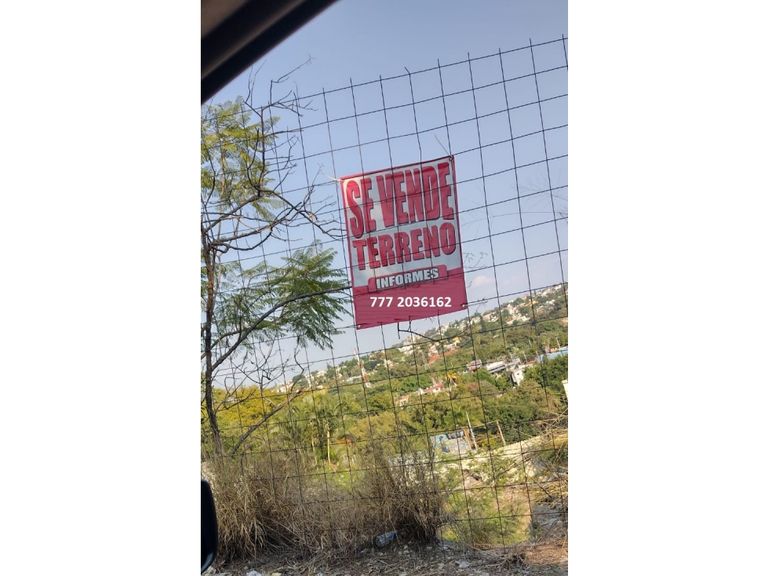 SE VENDE
TERRENO
INFORMES
777 2036162